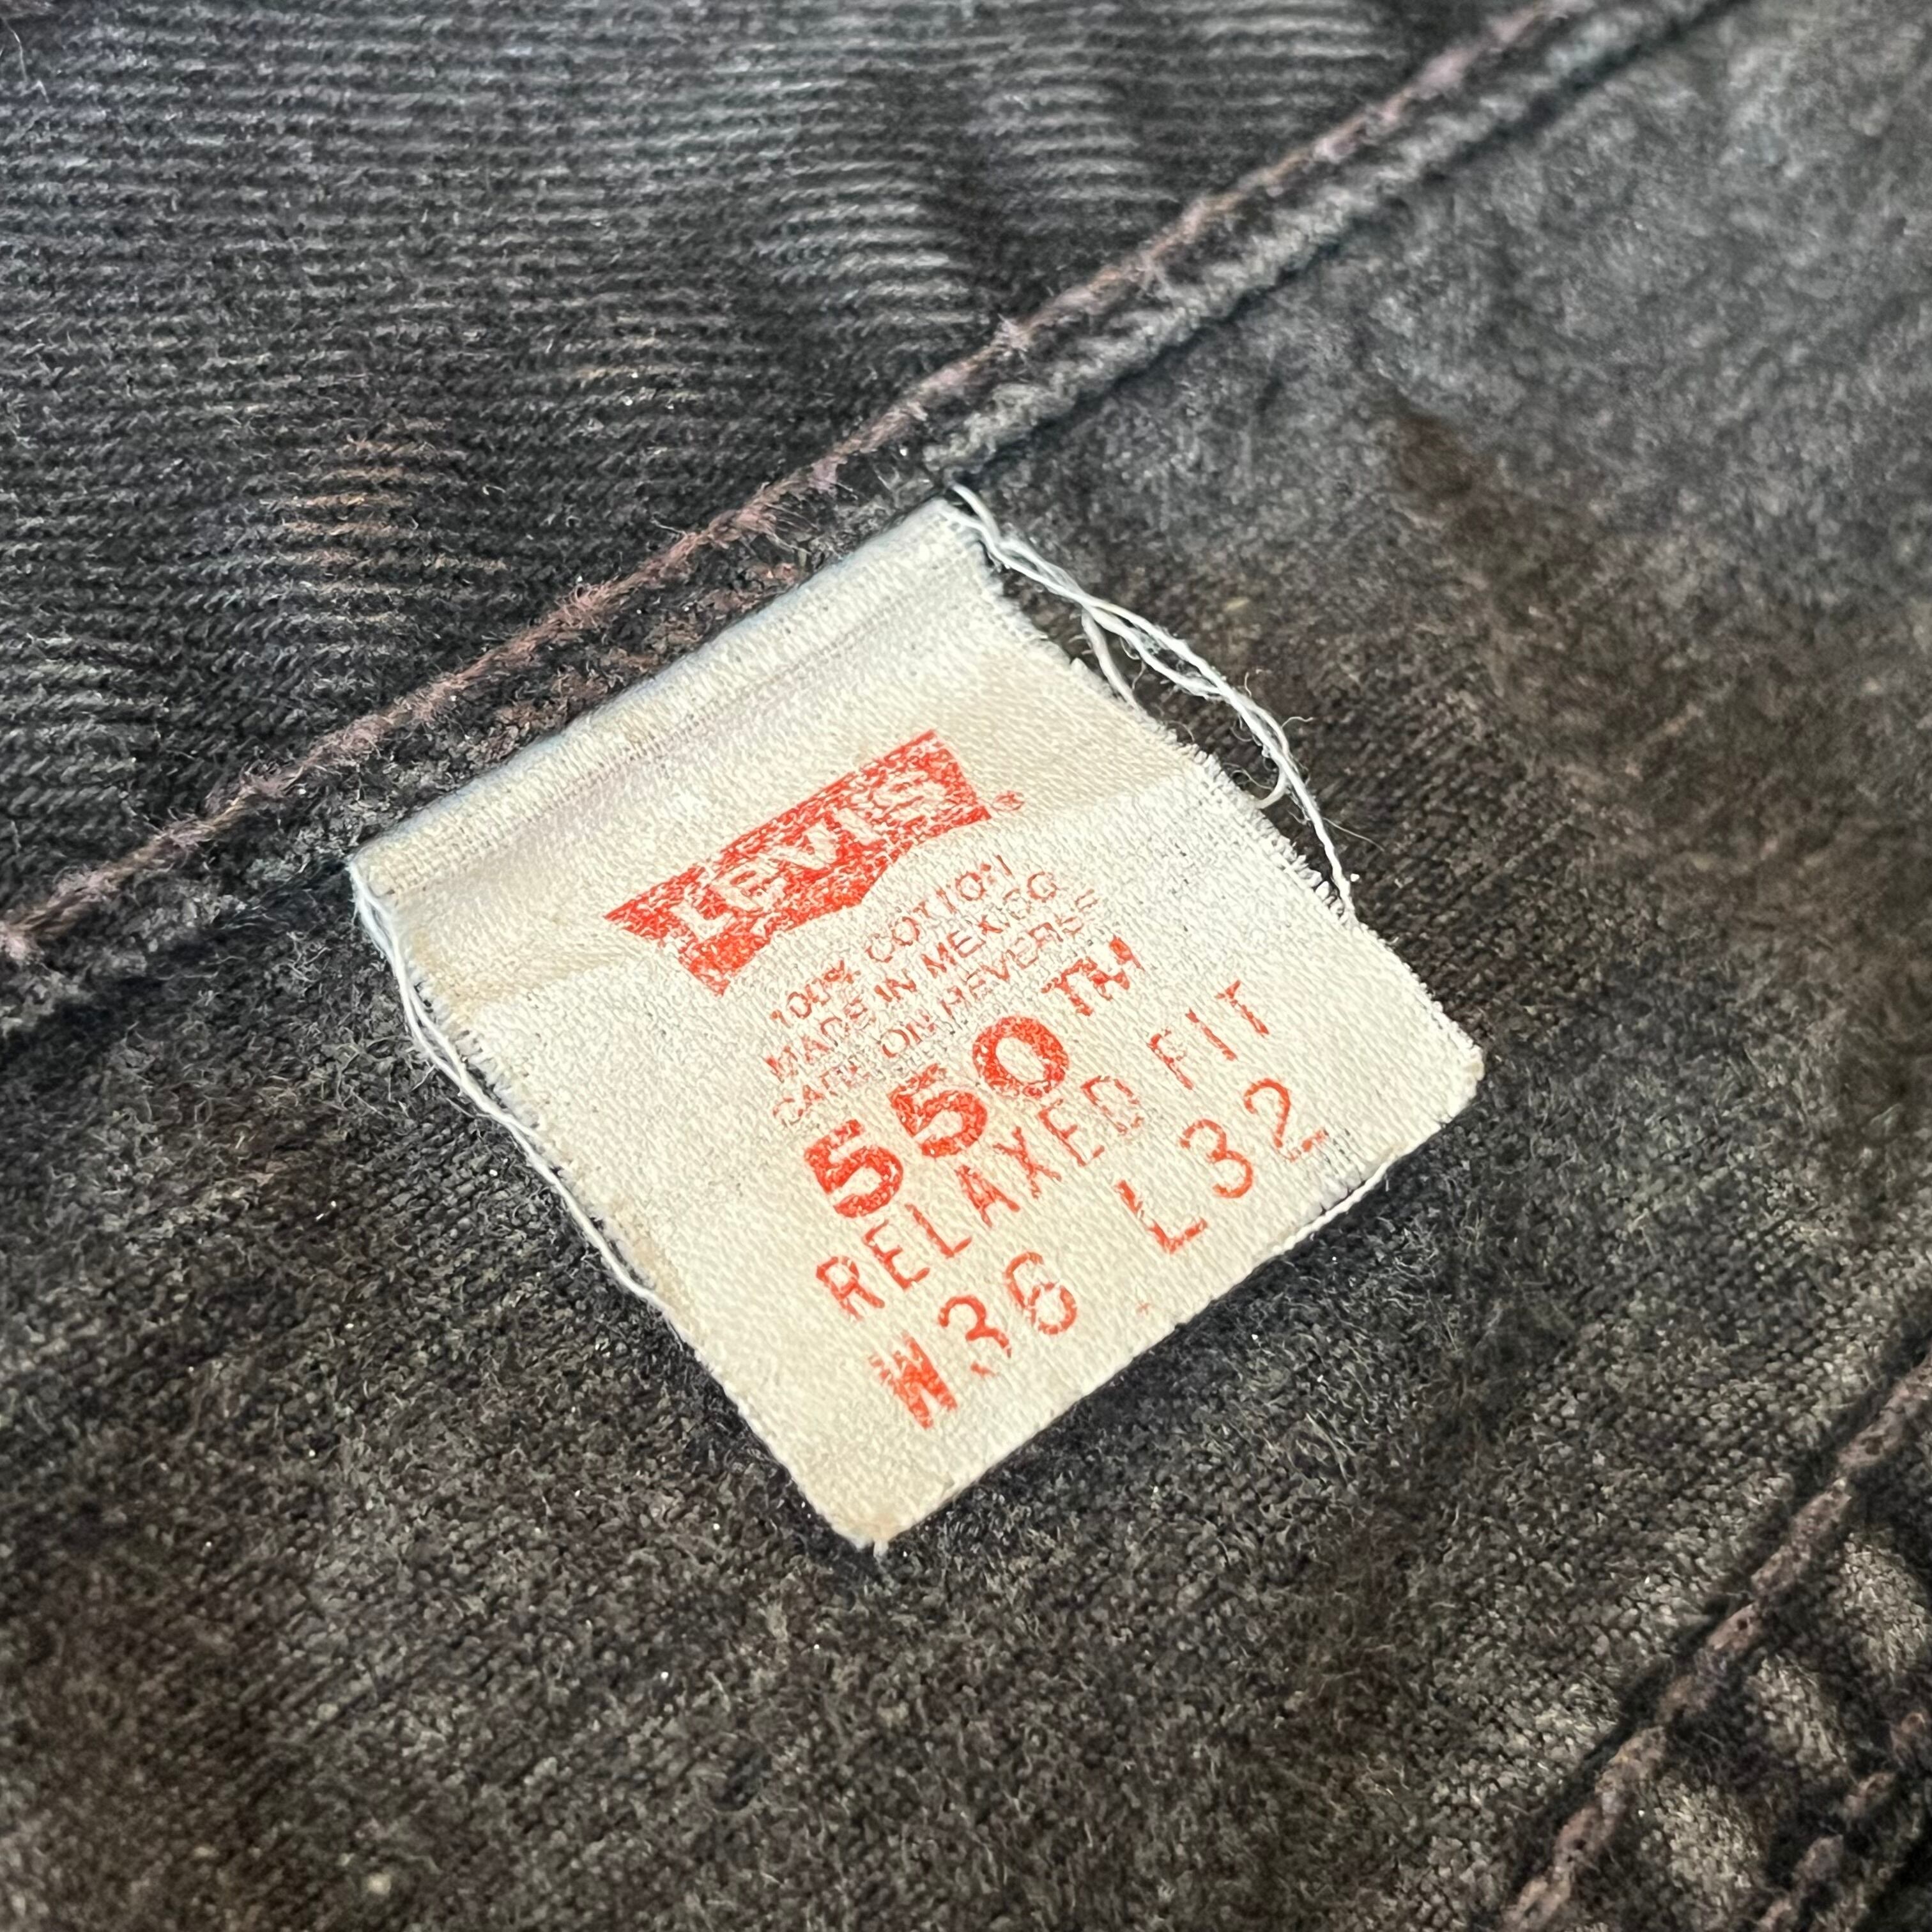 LEVI'S ®
100% COTTON
MADE IN MEXICO
CARE ON REVERSE
550™
RELAXED FIT
W36 L32